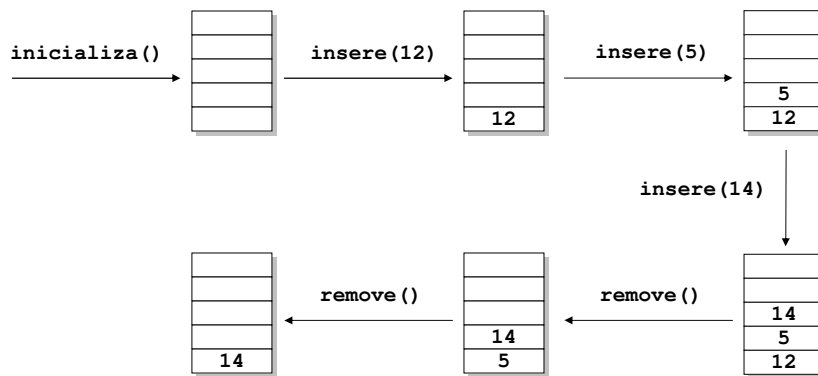 inicializa()
insere(12)
insere(5)
12
5
12
insere(14)
remove()
remove()
14
14
5
14
5
12